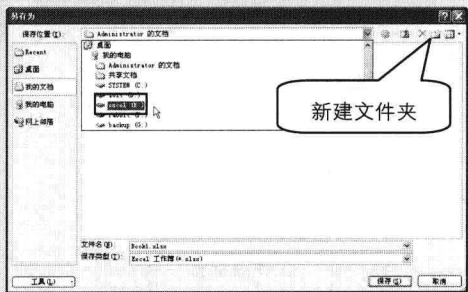 另存为
保存位置(I): Administrator 的文档
Recent
桌面
我的文档
我的电脑
网上邻居
桌面
我的电脑
Administrator 的文档
共享文档
SYSTEM (C:)
excel (E:)
backup (G:)
新建文件夹
文件名(N): Book1.xlsx
保存类型(T): Excel 工作簿(*.xlsx)
工具(L)
保存(S)
取消